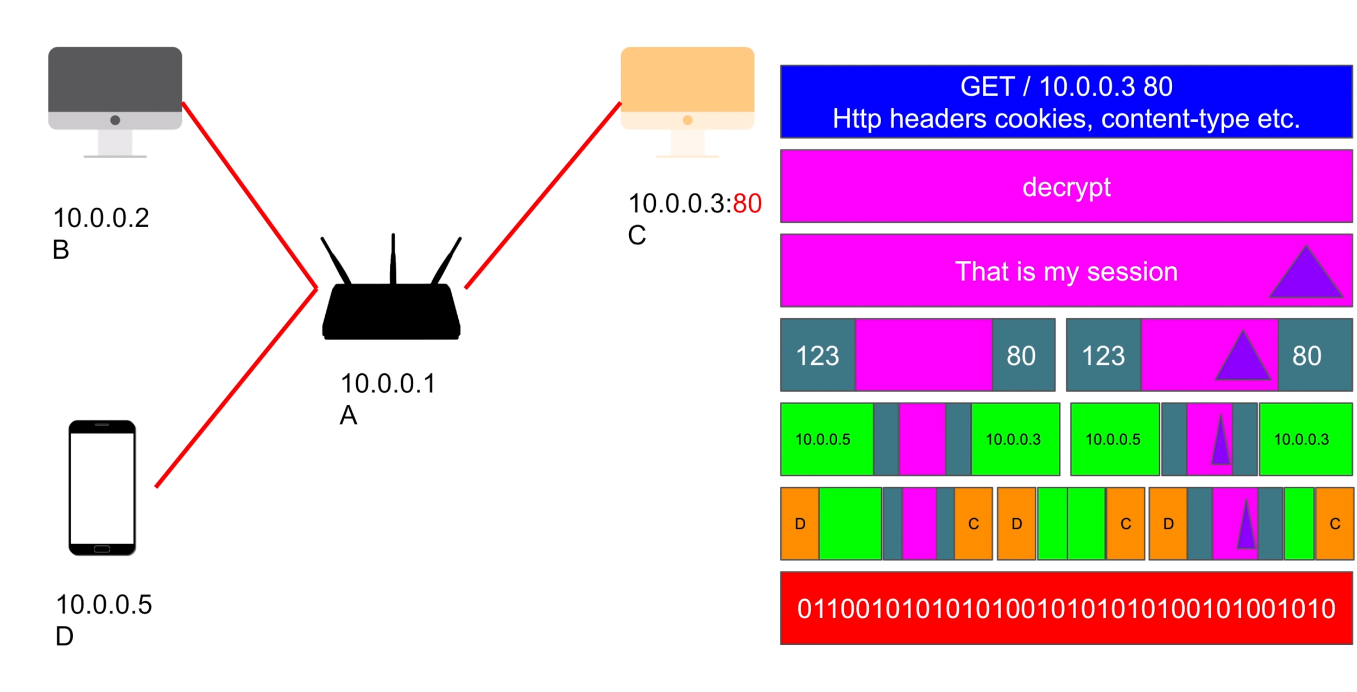 10.0.0.2
B
10.0.0.3:80
C
10.0.0.1
A
10.0.0.5
D
GET / 10.0.0.3 80
Http headers cookies, content-type etc.
decrypt
That is my session
123 80 123 80
10.0.0.5 10.0.0.3 10.0.0.5 10.0.0.3
D C D C D C
011001010101010010101010100101001010